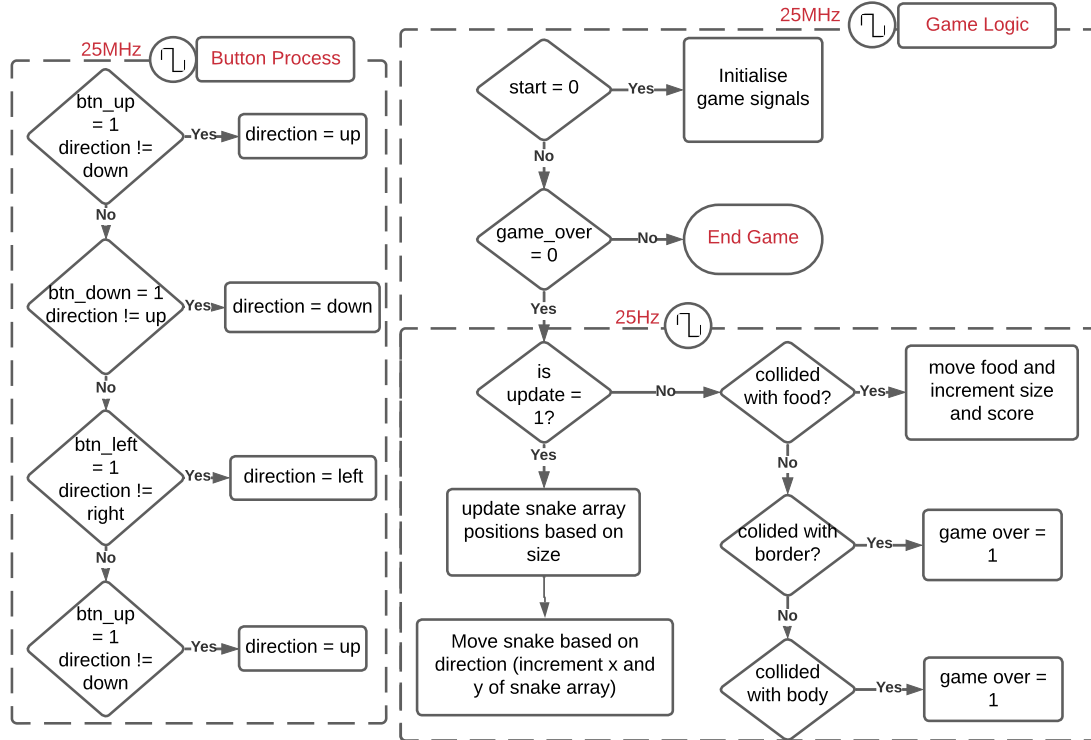 25MHz
Button Process
btn_up
= 1
direction !=
down
Yes
direction = up
No
btn_down = 1
direction != up
Yes
direction = down
No
btn_left
= 1
direction !=
right
Yes
direction = left
No
btn_up
= 1
direction !=
down
Yes
direction = up
25MHz
Game Logic
start = 0
Yes
Initialise
game signals
No
game_over
= 0
No
End Game
Yes
25Hz
is
update =
1?
No
Yes
update snake array
positions based on
size
Move snake based on
direction (increment x and
y of snake array)
collided
with food?
Yes
move food and
increment size
and score
No
colided with
border?
Yes
game over =
1
No
collided
with body
Yes
game over =
1